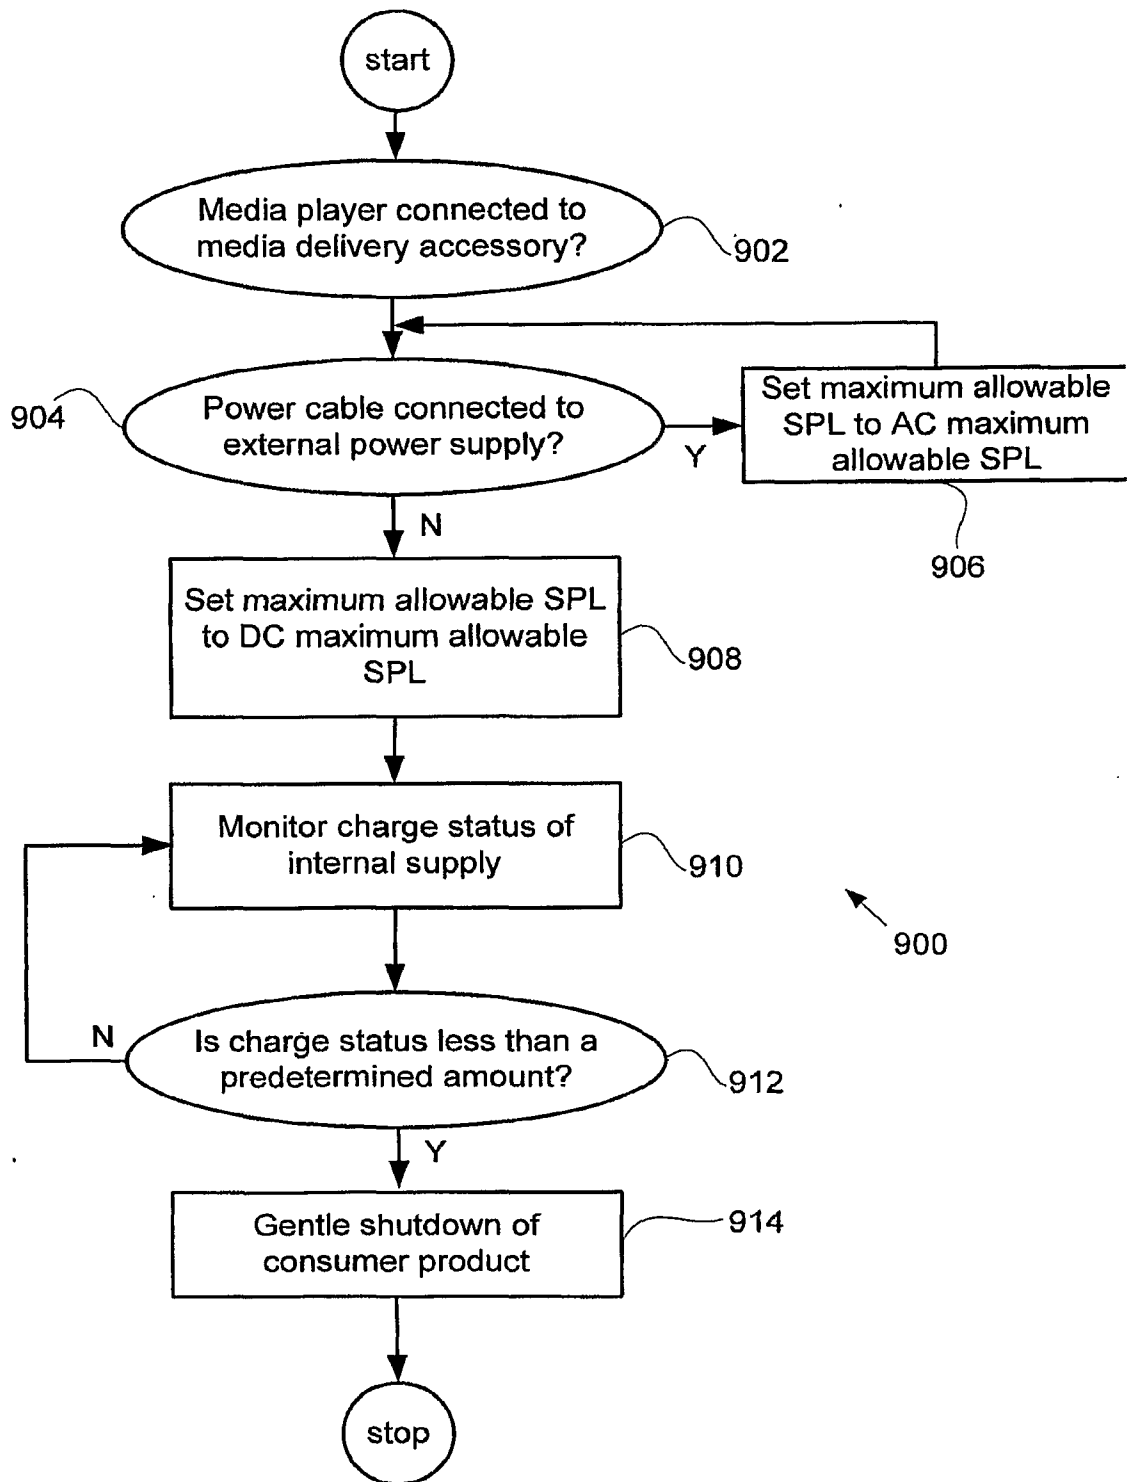 start
Media player connected to
media delivery accessory?
902
904
Power cable connected to
external power supply?
Y
Set maximum allowable
SPL to AC maximum
allowable SPL
906
N
Set maximum allowable SPL
to DC maximum allowable
SPL
908
Monitor charge status of
internal supply
910
900
N
Is charge status less than a
predetermined amount?
912
Y
Gentle shutdown of
consumer product
914
stop